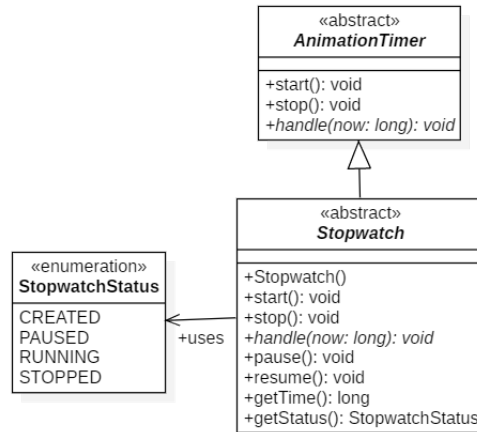 «abstract»
AnimationTimer
+start(): void
+stop(): void
+handle(now: long): void
«abstract»
Stopwatch
+Stopwatch()
+start(): void
+stop(): void
+handle(now: long): void
+pause(): void
+resume(): void
+getTime(): long
+getStatus(): StopwatchStatus
«enumeration»
StopwatchStatus
CREATED
PAUSED
RUNNING
STOPPED
+uses